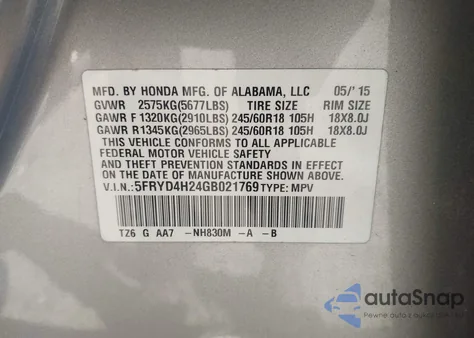 MFD. BY HONDA MFG. OF ALABAMA, LLC 05/'15
GVWR 2575KG(5677LBS) TIRE SIZE RIM SIZE
GAWR F 1320KG(2910LBS) 245/60R18 105H 18X8.0J
GAWR R 1345KG(2965LBS) 245/60R18 105H 18X8.0J
THIS VEHICLE CONFORMS TO ALL APPLICABLE
FEDERAL MOTOR VEHICLE SAFETY
AND THEFT PREVENTION STANDARDS IN EFFECT
ON THE DATE OF MANUFACTURE SHOWN ABOVE.
V.I.N.:5FRYD4H24GB021769 TYPE: MPV
TZ6 G AA7 -NH830M -A -B
autoSnap
Pewne auto z USA